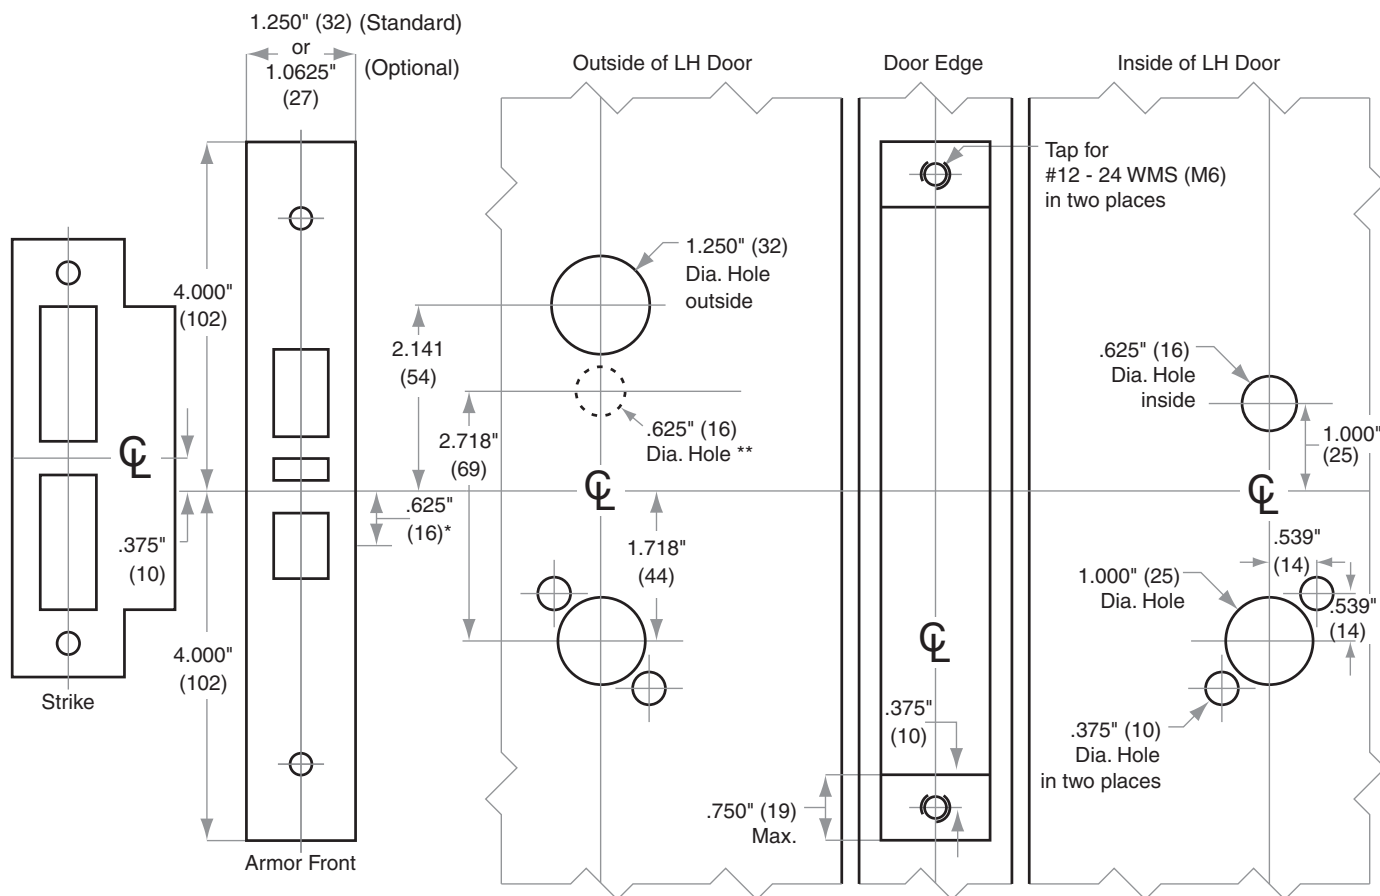 1.250" (32) (Standard)
or
1.0625" (Optional)
(27)
Outside of LH Door
Door Edge
Inside of LH Door
Tap for
#12 - 24 WMS (M6)
in two places
1.250" (32)
Dia. Hole
outside
4.000"
(102)
2.141
(54)
.625" (16)
Dia. Hole
inside
2.718"
(69)
.625" (16)
Dia. Hole **
1.000"
(25)
℄
℄
℄
.625"
(16)*
.375"
(10)
1.718"
(44)
.539"
(14)
1.000" (25)
Dia. Hole
.539"
(14)
℄
4.000"
(102)
Strike
.375"
(10)
.375" (10)
Dia. Hole
in two places
.750" (19)
Max.
Armor Front